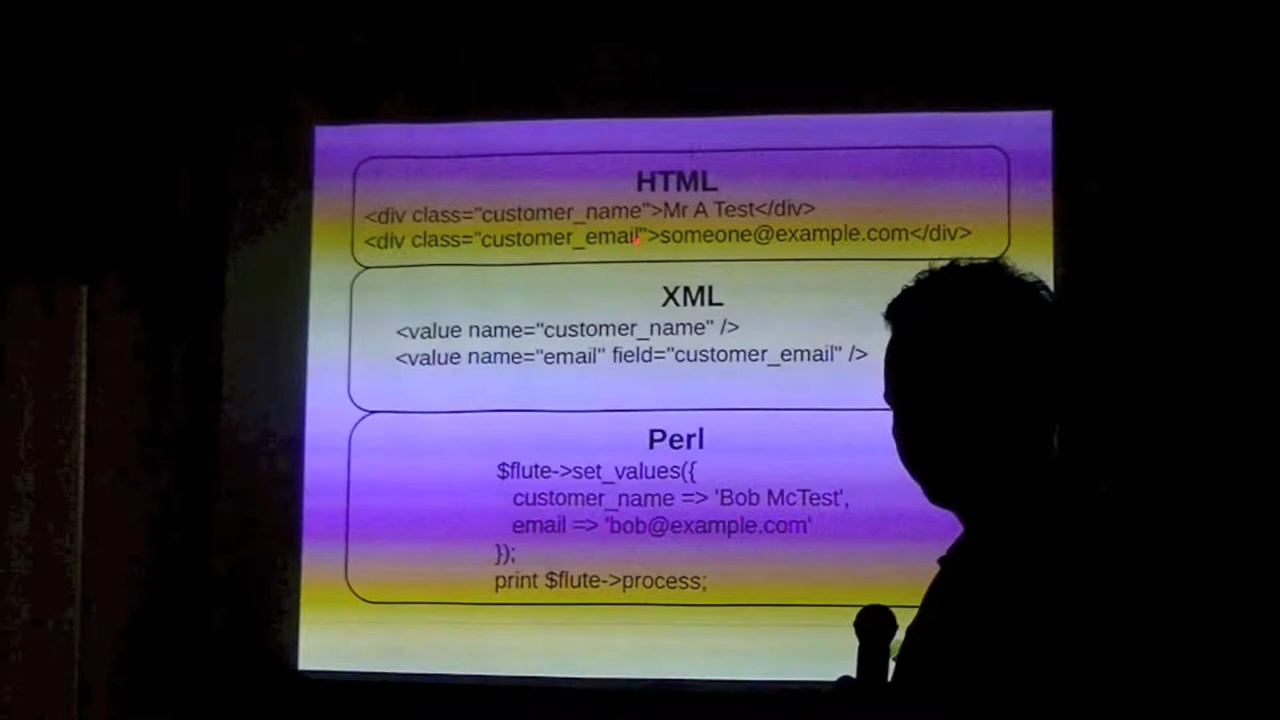 HTML
<div class="customer_name">Mr A Test</div>
<div class="customer_email">someone@example.com</div>
XML
<value name="customer_name" />
<value name="email" field="customer_email" />
Perl
$flute->set_values({
customer_name => 'Bob McTest',
email => 'bob@example.com'
});
print $flute->process;